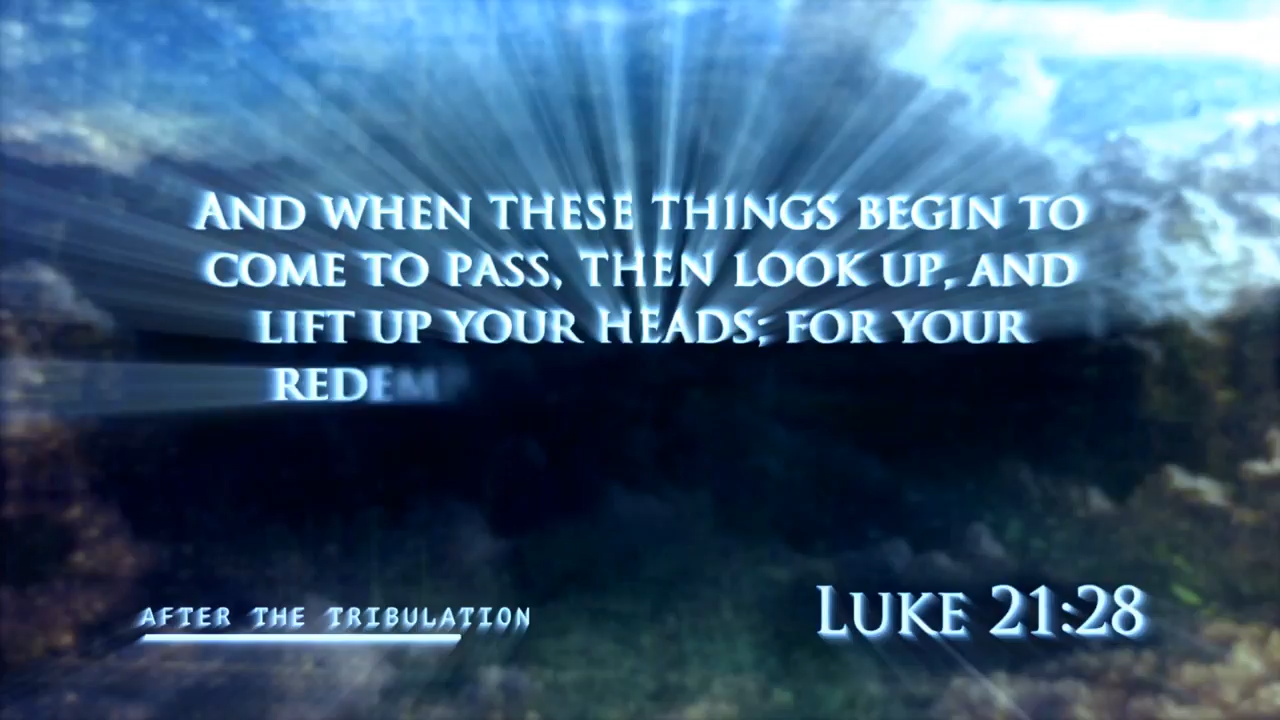 AND WHEN THESE THINGS BEGIN TO
COME TO PASS, THEN LOOK UP, AND
LIFT UP YOUR HEADS; FOR YOUR
REDEMP
AFTER THE TRIBULATION
LUKE 21:28